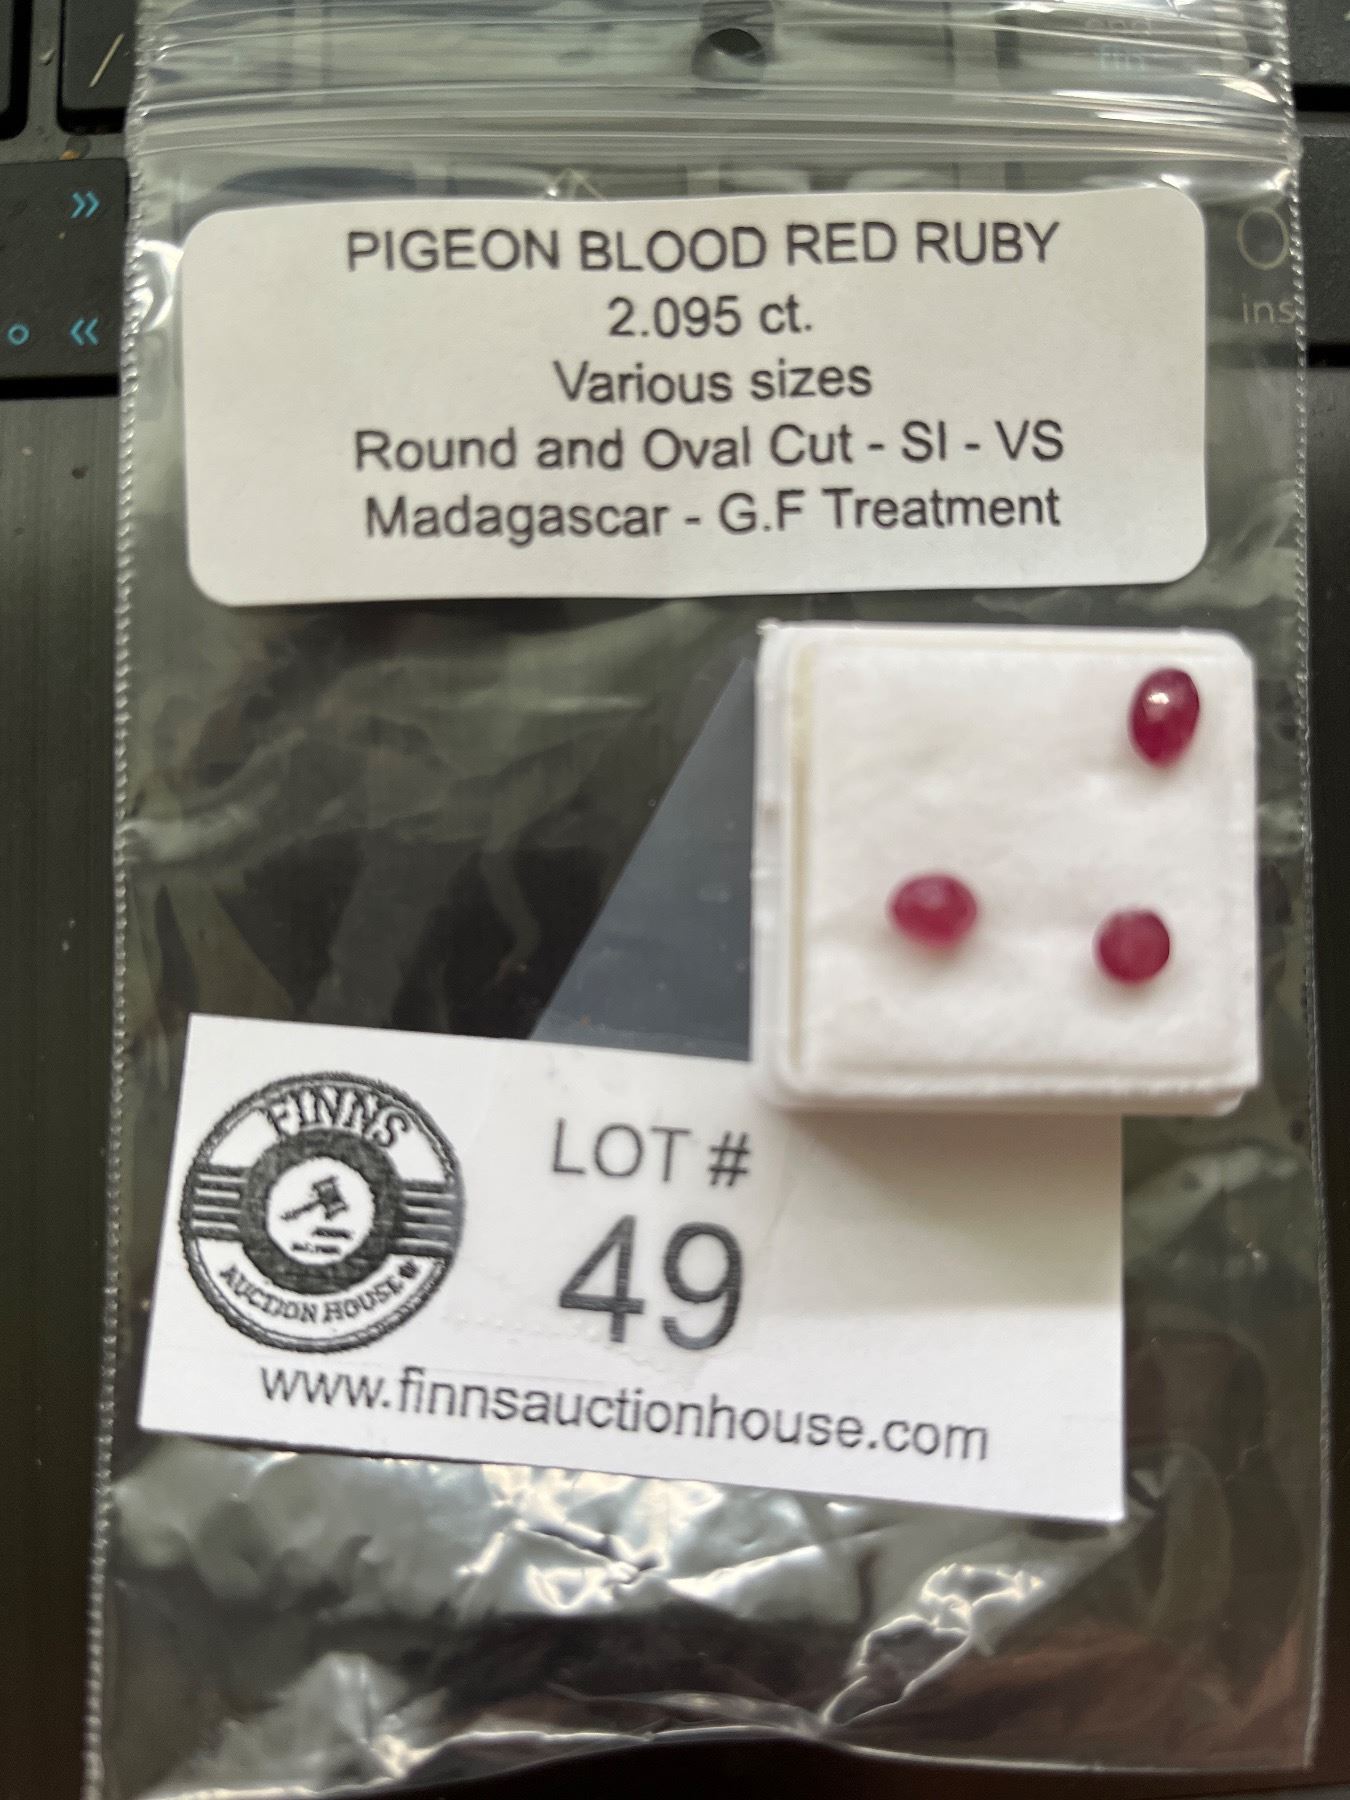 PIGEON BLOOD RED RUBY
2.095 ct.
Various sizes
Round and Oval Cut - SI - VS
Madagascar - G.F Treatment
ins
FINNS
AUCTION HOUSE
LOT #
49
www.finnsauctionhouse.com